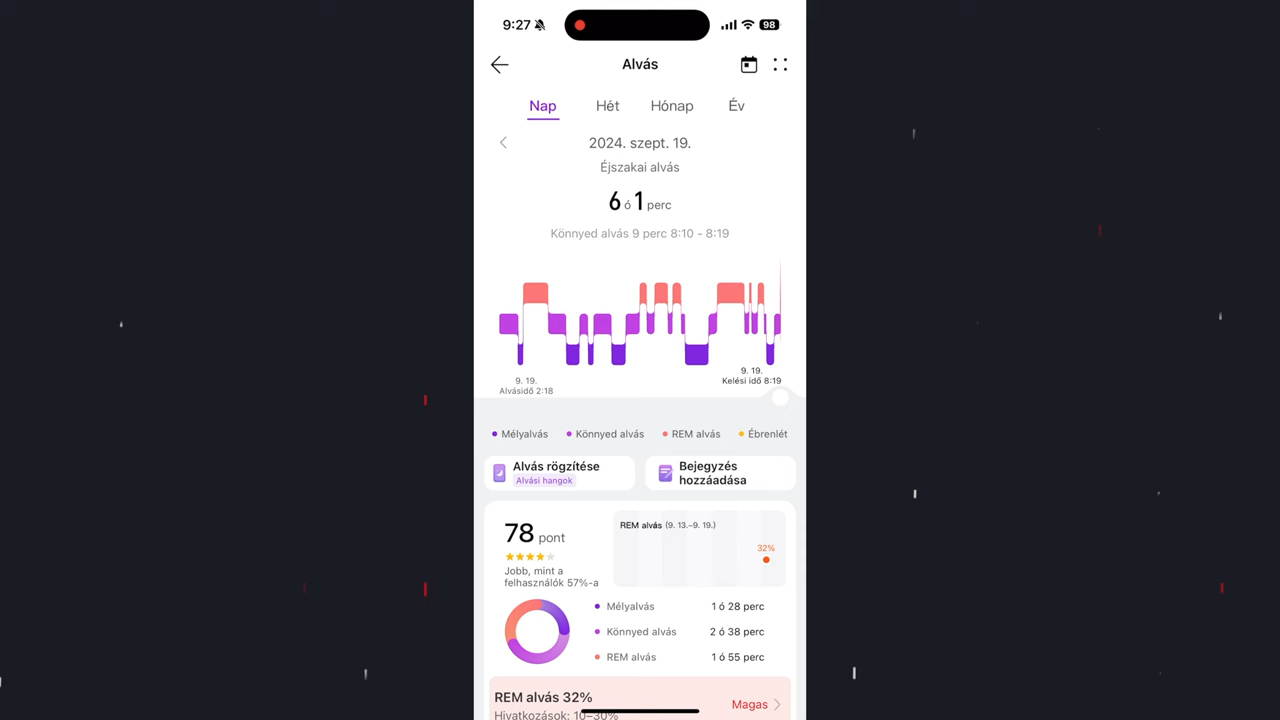 9:27
98
Alvás
Nap Hét Hónap Év
2024. szept. 19.
Éjszakai alvás
6 ó 1 perc
Könnyed alvás 9 perc 8:10 - 8:19
9. 19.
Alvásidő 2:18
9. 19.
Kelési idő 8:19
Mélyalvás Könnyed alvás REM alvás Ébrenlét
Alvás rögzítése
Alvási hangok
Bejegyzés
hozzáadása
78 pont
Jobb, mint a
felhasználók 57%-a
REM alvás (9. 13.–9. 19.)
32%
Mélyalvás 1 ó 28 perc
Könnyed alvás 2 ó 38 perc
REM alvás 1 ó 55 perc
REM alvás 32%
Magas
Hivatkozások: 10–30%